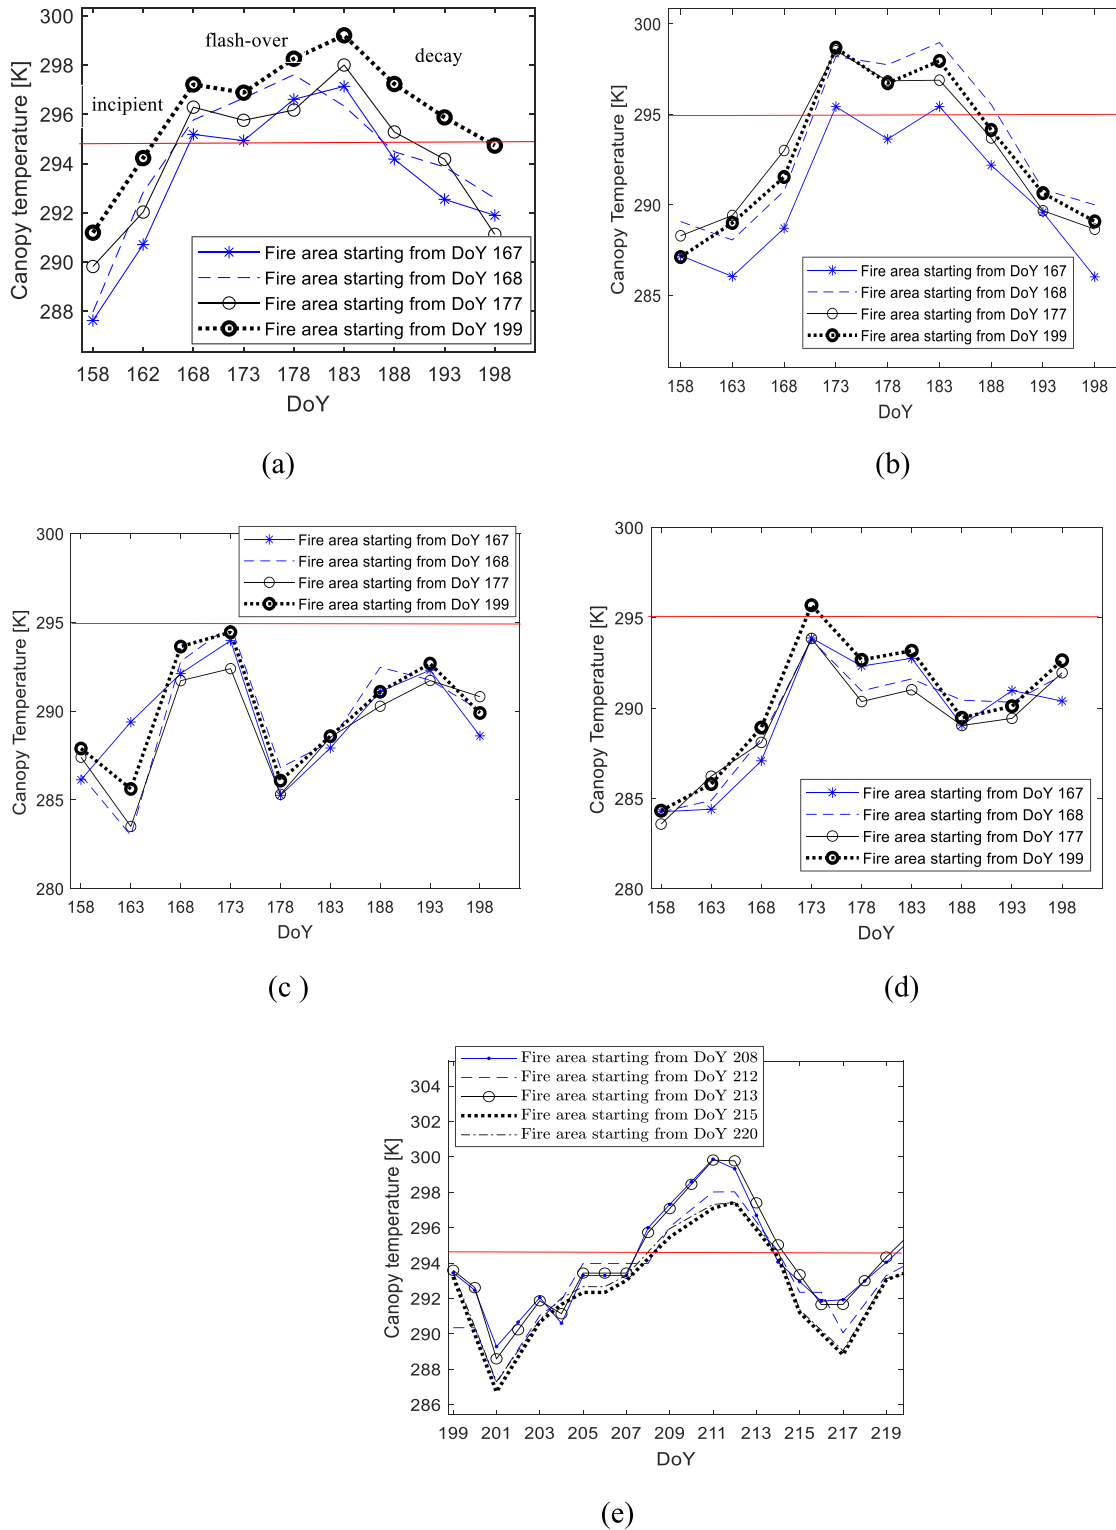 300
298
296
294
292
290
288
Canopy temperature [K]
incipient
flash-over
decay
Fire area starting from DoY 167
Fire area starting from DoY 168
Fire area starting from DoY 177
Fire area starting from DoY 199
158 162 168 173 178 183 188 193 198
DoY
(a)
300
295
290
285
Canopy Temperature [K]
Fire area starting from DoY 167
Fire area starting from DoY 168
Fire area starting from DoY 177
Fire area starting from DoY 199
158 163 168 173 178 183 188 193 198
DoY
(b)
300
295
290
285
280
Canopy Temperature [K]
Fire area starting from DoY 167
Fire area starting from DoY 168
Fire area starting from DoY 177
Fire area starting from DoY 199
158 163 168 173 178 183 188 193 198
DoY
(c )
300
295
290
285
280
Canopy Temperature [K]
Fire area starting from DoY 167
Fire area starting from DoY 168
Fire area starting from DoY 177
Fire area starting from DoY 199
158 163 168 173 178 183 188 193 198
DoY
(d)
Fire area starting from DoY 208
Fire area starting from DoY 212
Fire area starting from DoY 213
Fire area starting from DoY 215
Fire area starting from DoY 220
304
302
300
298
296
294
292
290
288
286
Canopy temperature [K]
199 201 203 205 207 209 211 213 215 217 219
DoY
(e)